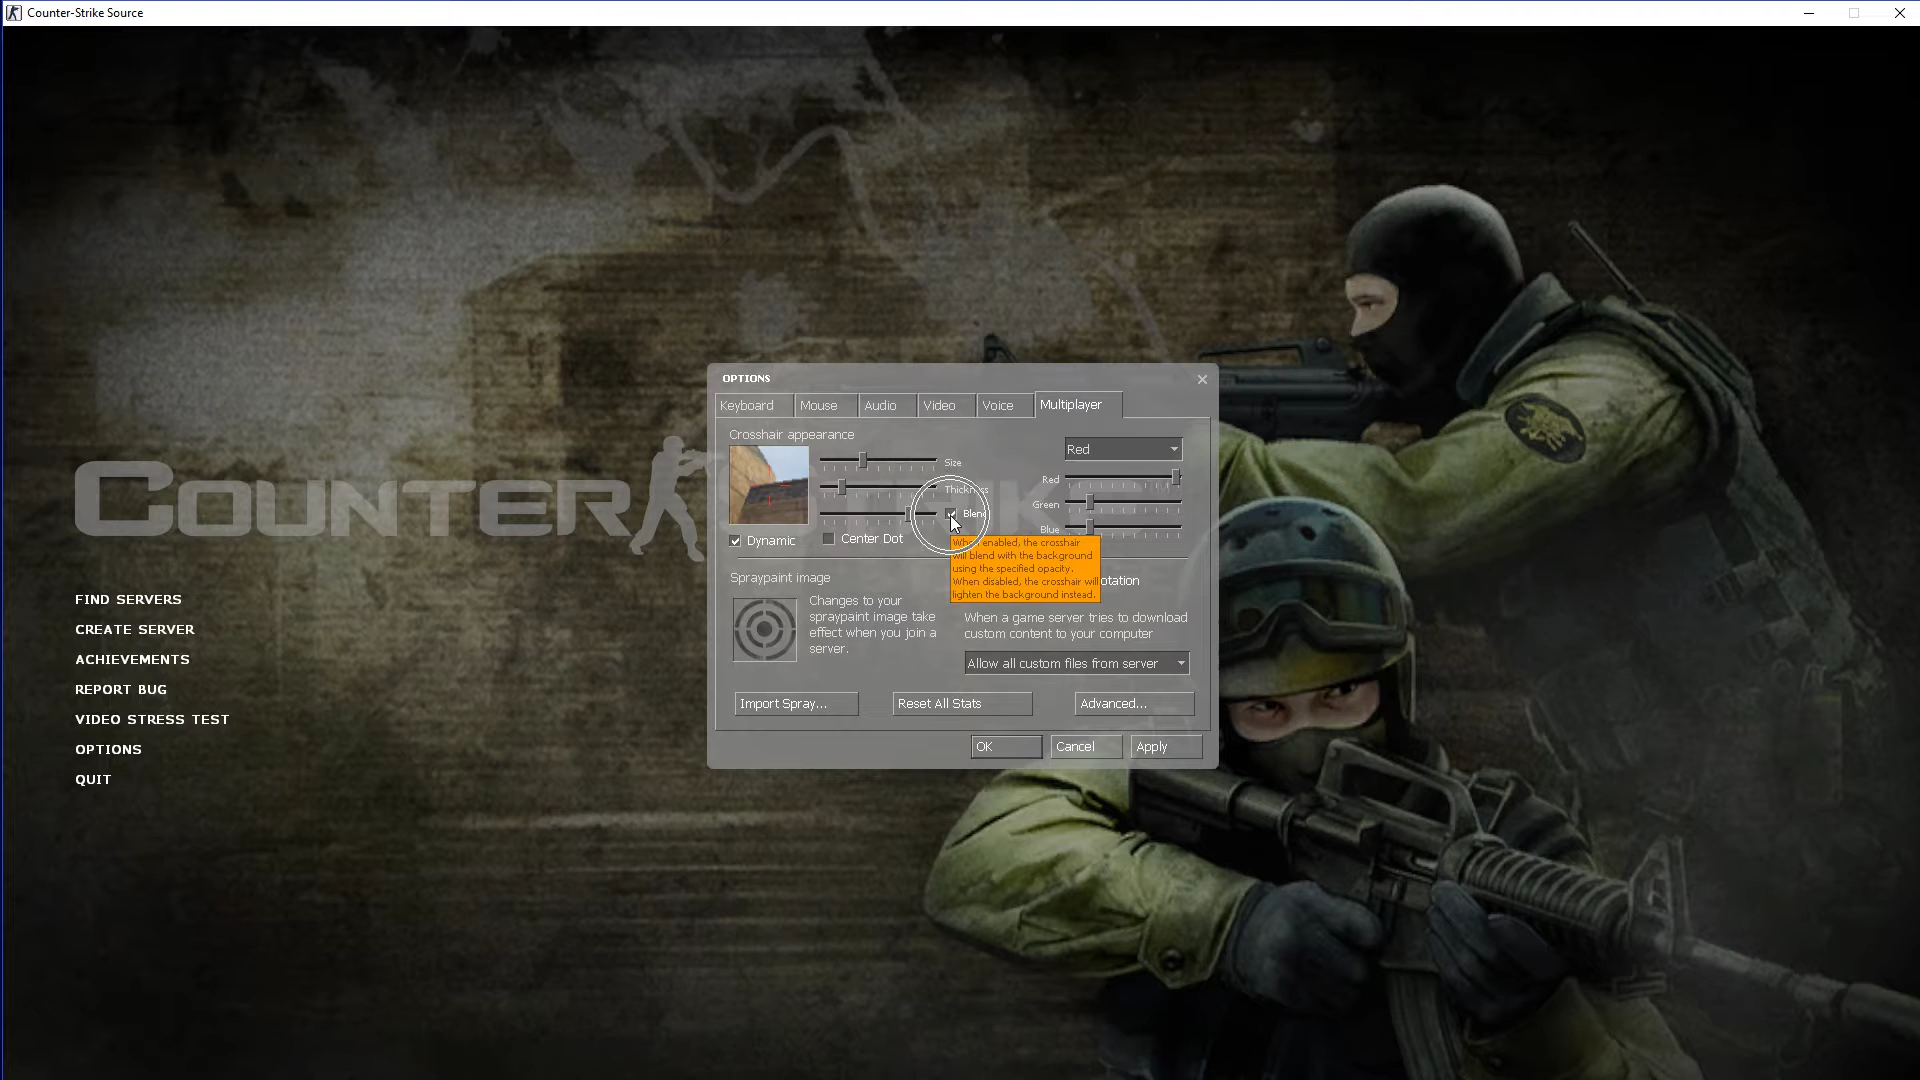 Counter-Strike Source
COUNTER STRIKE
FIND SERVERS
CREATE SERVER
ACHIEVEMENTS
REPORT BUG
VIDEO STRESS TEST
OPTIONS
QUIT
OPTIONS
Keyboard
Mouse
Audio
Video
Voice
Multiplayer
Crosshair appearance
Size
Thickness
Blend
Dynamic
Center Dot
Red
Red
Green
Blue
When enabled, the crosshair
will blend with the background
using the specified opacity.
When disabled, the crosshair will
lighten the background instead.
Spraypaint image
Changes to your
spraypaint image take
effect when you join a
server.
When a game server tries to download
custom content to your computer
Allow all custom files from server
Import Spray...
Reset All Stats
Advanced...
OK
Cancel
Apply